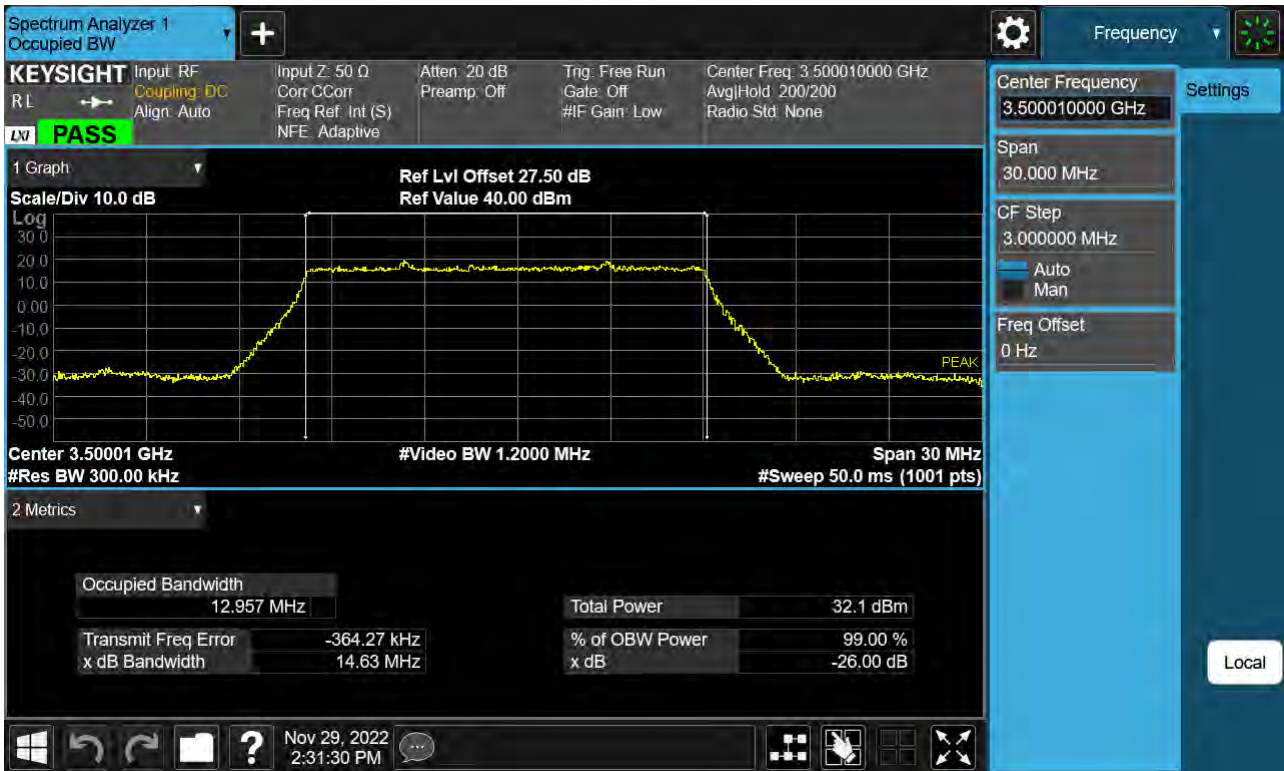 Spectrum Analyzer 1
Occupied BW
+
Frequency
KEYSIGHT
R L
LXI
PASS
Input: RF
Coupling: DC
Align: Auto
Input Z: 50 Ω
Corr CCorr
Freq Ref: Int (S)
NFE: Adaptive
Atten: 20 dB
Preamp: Off
Trig: Free Run
Gate: Off
#IF Gain: Low
Center Freq: 3.500010000 GHz
Avg|Hold: 200/200
Radio Std: None
Center Frequency
3.500010000 GHz
Settings
Span
30.000 MHz
CF Step
3.000000 MHz
Auto
Man
Freq Offset
0 Hz
1 Graph
Scale/Div 10.0 dB
Ref Lvl Offset 27.50 dB
Ref Value 40.00 dBm
Log
30.0
20.0
10.0
0.00
-10.0
-20.0
-30.0
-40.0
-50.0
PEAK
Center 3.50001 GHz
#Video BW 1.2000 MHz
Span 30 MHz
#Res BW 300.00 kHz
#Sweep 50.0 ms (1001 pts)
2 Metrics
Occupied Bandwidth
12.957 MHz
Total Power 32.1 dBm
Transmit Freq Error -364.27 kHz
% of OBW Power 99.00 %
x dB Bandwidth 14.63 MHz
x dB -26.00 dB
Local
?
Nov 29, 2022
2:31:30 PM